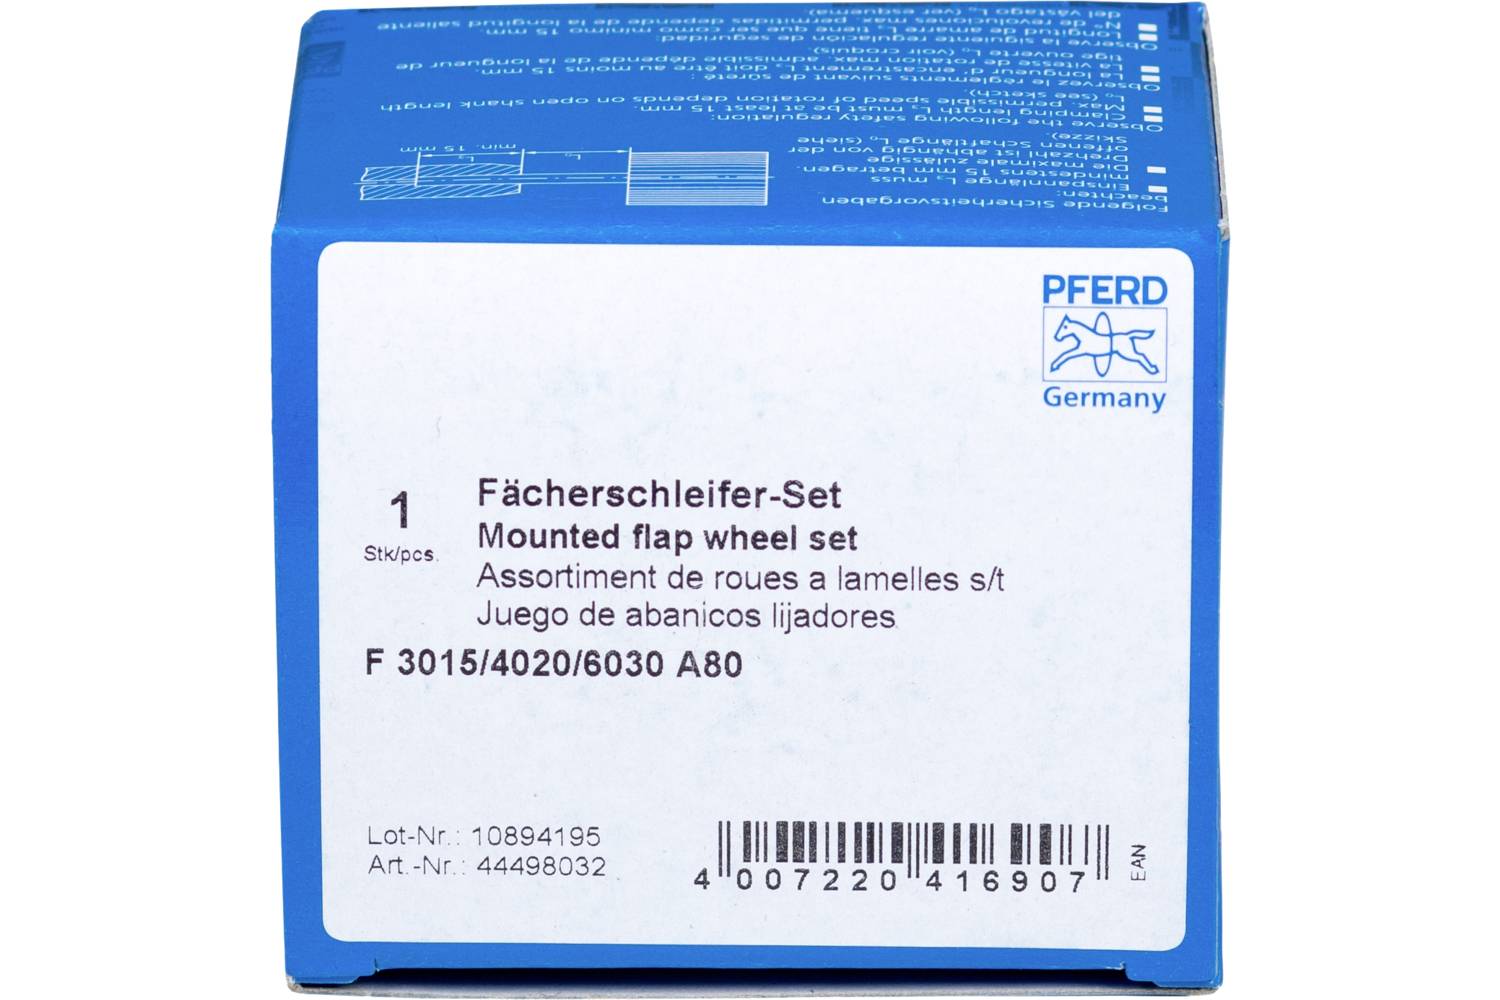 Folgende Sicherheitsvorgaben
beachten:
Einspannlänge L₃ muss
mindestens 15 mm betragen.
Die maximale zulässige
Drehzahl ist abhängig von der
offenen Schaftlänge L₀ (siehe
Skizze).
Observe the following safety regulation:
Clamping length L₃ must be at least 15 mm.
Max. permissible speed of rotation depends on open shank length
L₀ (see sketch).
Observez le règlements suivants de sûreté :
La longueur d' encastrement L₃ doit être au moins 15 mm.
La vitesse de rotation max. admissible dépende de la longueur de
tige ouverte L₀ (voir croquis).
Observe la siguiente regulación de seguridad:
Longitud de amarre L₃ tiene que ser como mínimo 15 mm.
N° de revoluciones max. permitidas depende de la longitud saliente
del vástago L₀ (ver esquema).
min. 15 mm
L₃
L₀
PFERD
Germany
1
Stk/pcs.
Fächerschleifer-Set
Mounted flap wheel set
Assortiment de roues a lamelles s/t
Juego de abanicos lijadores
F 3015/4020/6030 A80
Lot-Nr.: 10894195
Art.-Nr.: 44498032
4 007220 416907
EAN